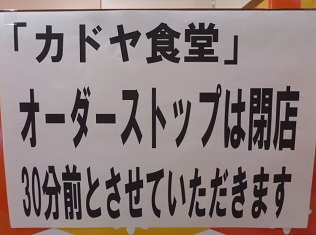 「カドヤ食堂」
オーダーストップは閉店
30分前とさせていただきます